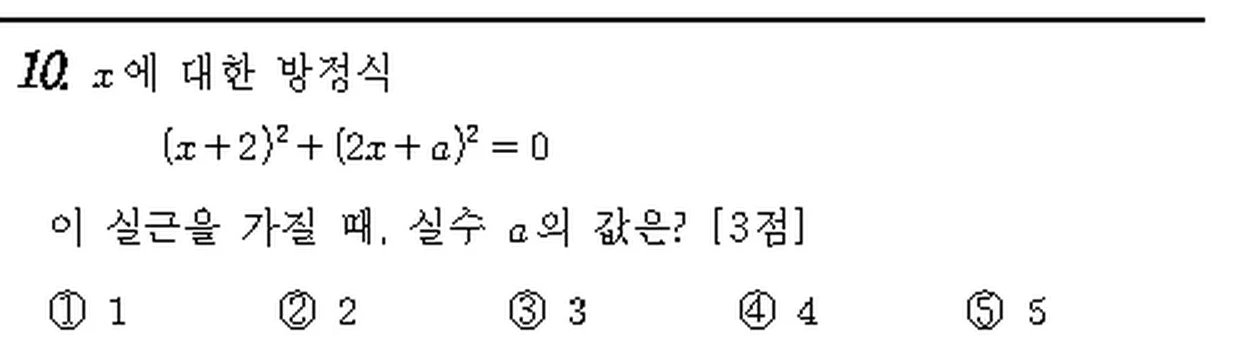 10. x에 대한 방정식
(x+2)²+(2x+a)²=0
이 실근을 가질 때, 실수 a의 값은? [3점]
① 1 ② 2 ③ 3 ④ 4 ⑤ 5